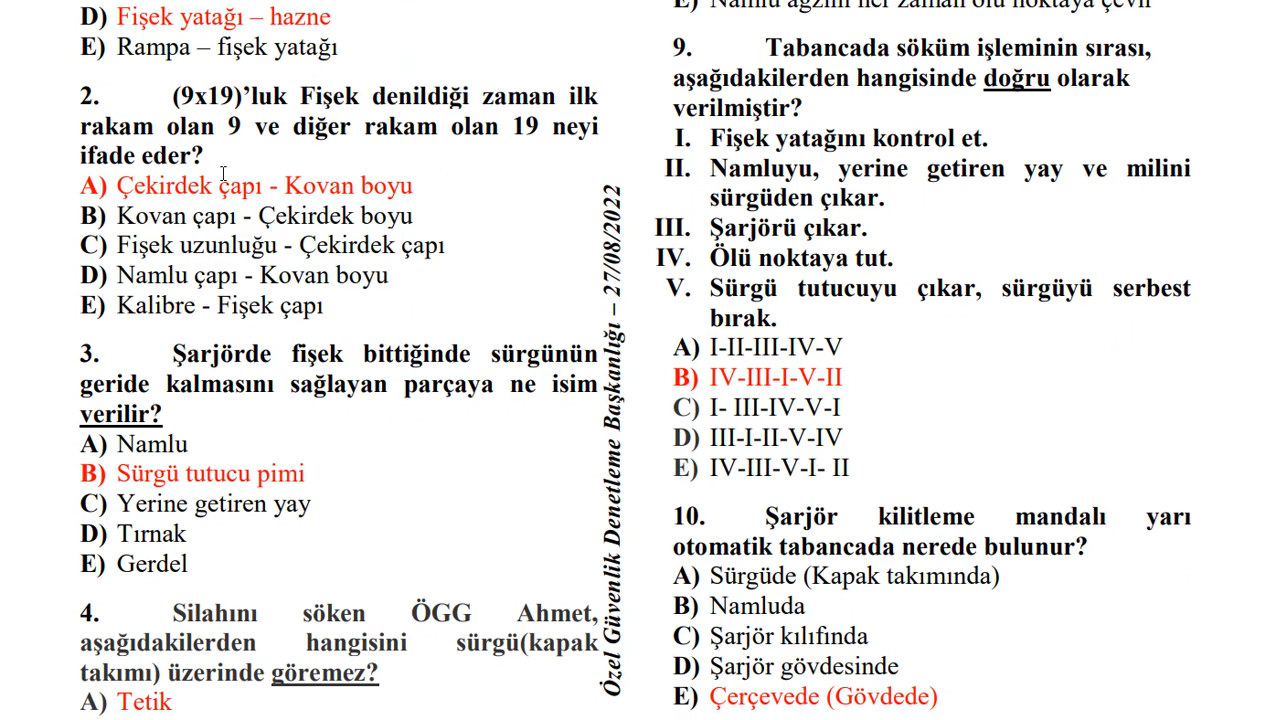 D) Fişek yatağı – hazne
E) Rampa – fişek yatağı
2. (9x19)’luk Fişek denildiği zaman ilk
rakam olan 9 ve diğer rakam olan 19 neyi
ifade eder?
A) Çekirdek çapı - Kovan boyu
B) Kovan çapı - Çekirdek boyu
C) Fişek uzunluğu - Çekirdek çapı
D) Namlu çapı - Kovan boyu
E) Kalibre - Fişek çapı
3. Şarjörde fişek bittiğinde sürgünün
geride kalmasını sağlayan parçaya ne isim
verilir?
A) Namlu
B) Sürgü tutucu pimi
C) Yerine getiren yay
D) Tırnak
E) Gerdel
4. Silahını söken ÖGG Ahmet,
aşağıdakilerden hangisini sürgü(kapak
takımı) üzerinde göremez?
A) Tetik
Özel Güvenlik Denetleme Başkanlığı – 27/08/2022
E) Namlu ağzını her zaman ölü noktaya çevir
9. Tabancada söküm işleminin sırası,
aşağıdakilerden hangisinde doğru olarak
verilmiştir?
I. Fişek yatağını kontrol et.
II. Namluyu, yerine getiren yay ve milini
sürgüden çıkar.
III. Şarjörü çıkar.
IV. Ölü noktaya tut.
V. Sürgü tutucuyu çıkar, sürgüyü serbest
bırak.
A) I-II-III-IV-V
B) IV-III-I-V-II
C) I- III-IV-V-I
D) III-I-II-V-IV
E) IV-III-V-I- II
10. Şarjör kilitleme mandalı yarı
otomatik tabancada nerede bulunur?
A) Sürgüde (Kapak takımında)
B) Namluda
C) Şarjör kılıfında
D) Şarjör gövdesinde
E) Çerçevede (Gövdede)